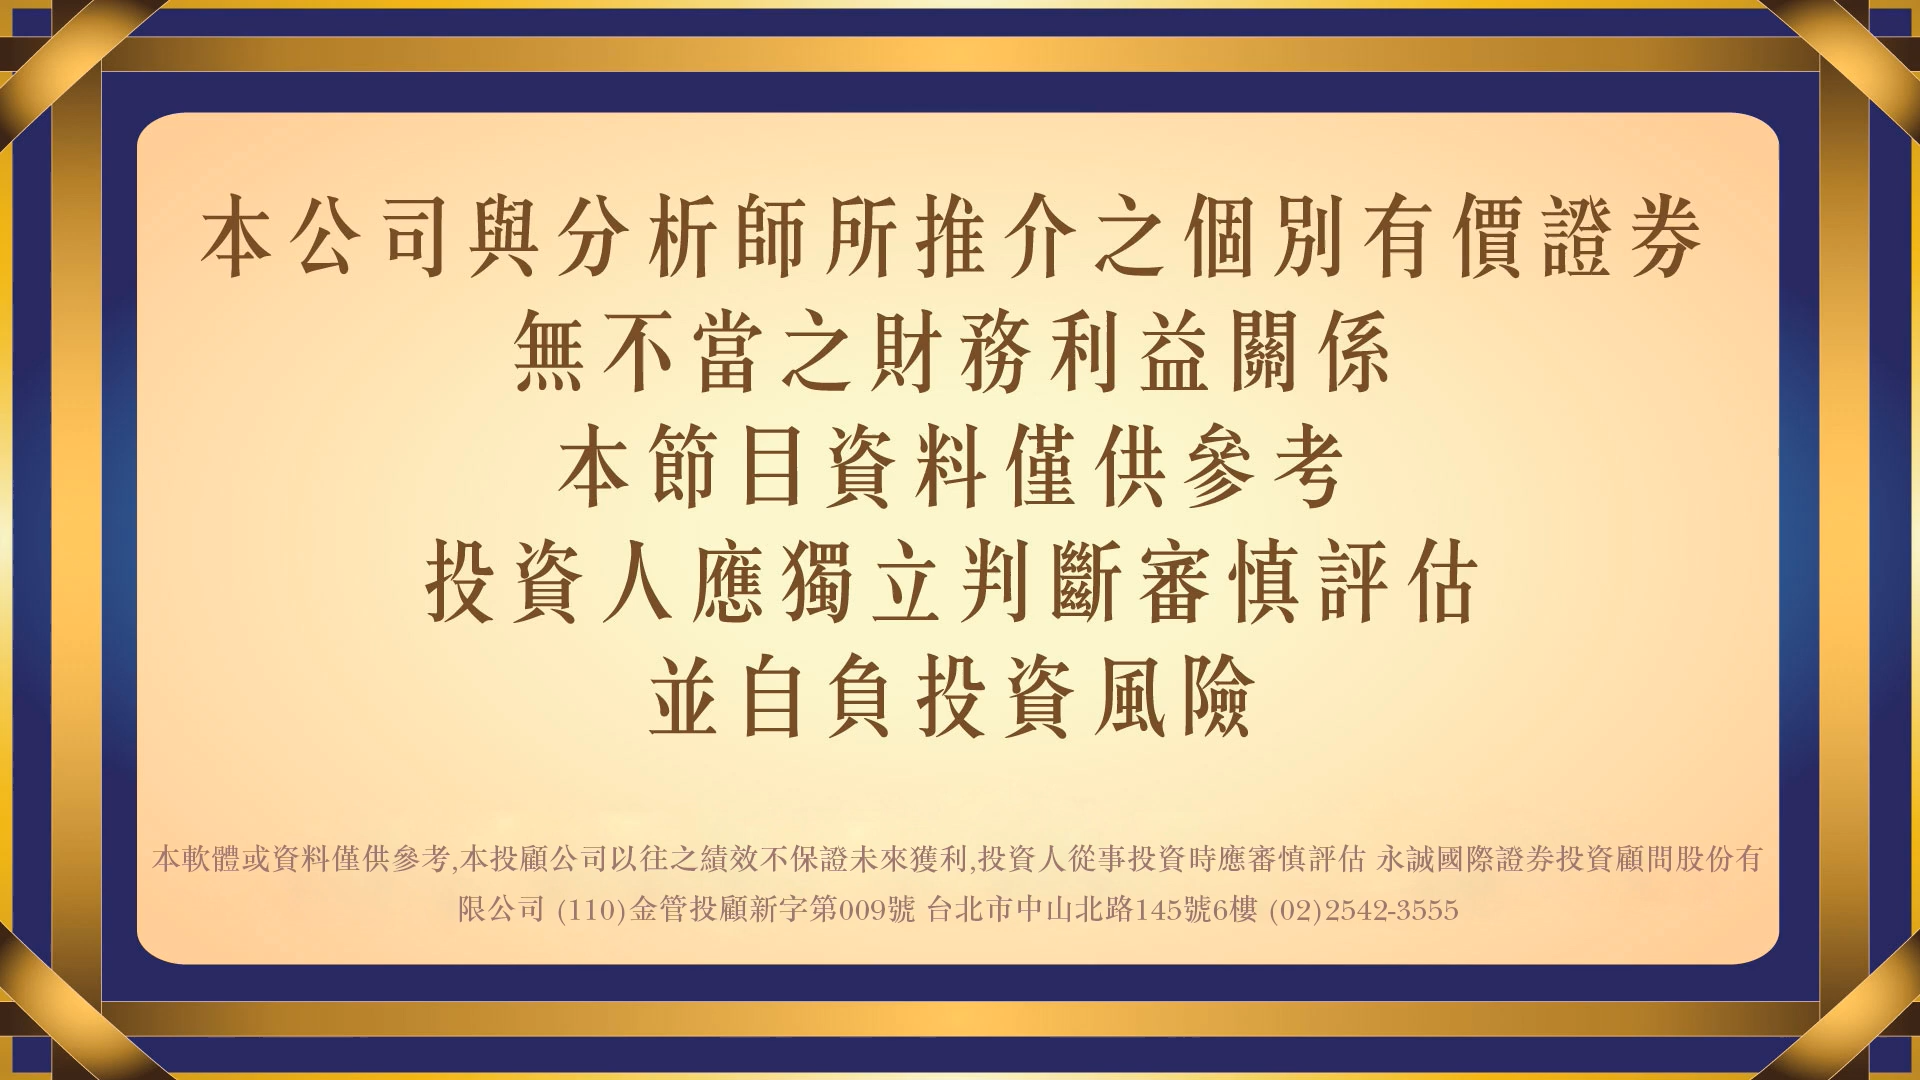 本公司與分析師所推介之個別有價證券
無不當之財務利益關係
本節目資料僅供參考
投資人應獨立判斷審慎評估
並自負投資風險
本軟體或資料僅供參考,本投顧公司以往之績效不保證未來獲利,投資人從事投資時應審慎評估 永誠國際證券投資顧問股份有
限公司 (110)金管投顧新字第009號 台北市中山北路145號6樓 (02)2542-3555